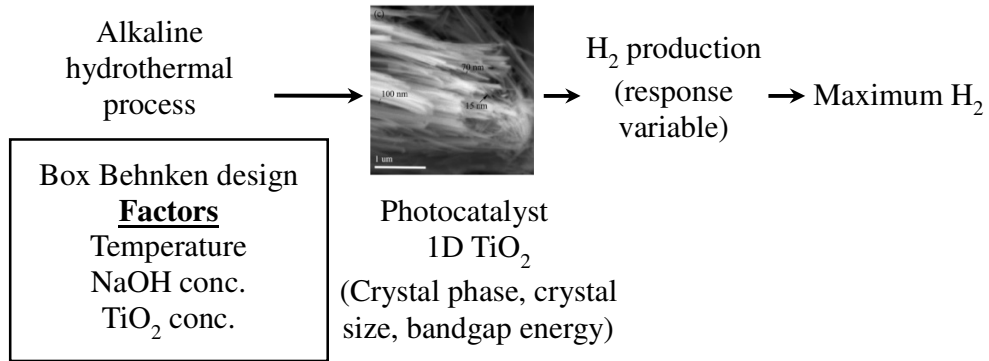 Alkaline
hydrothermal
process
Box Behnken design
Factors
Temperature
NaOH conc.
TiO₂ conc.
(c)
70 nm
100 nm
15 nm
1 um
Photocatalyst
1D TiO₂
(Crystal phase, crystal
size, bandgap energy)
H₂ production
(response
variable)
Maximum H₂